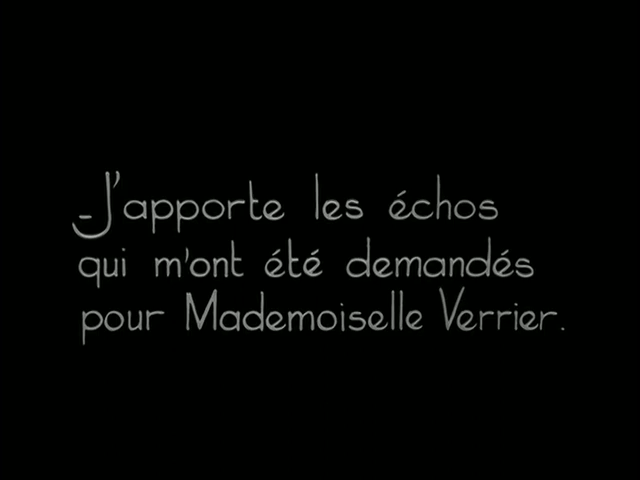 - J'apporte les échos
qui m'ont été demandés
pour Mademoiselle Verrier.